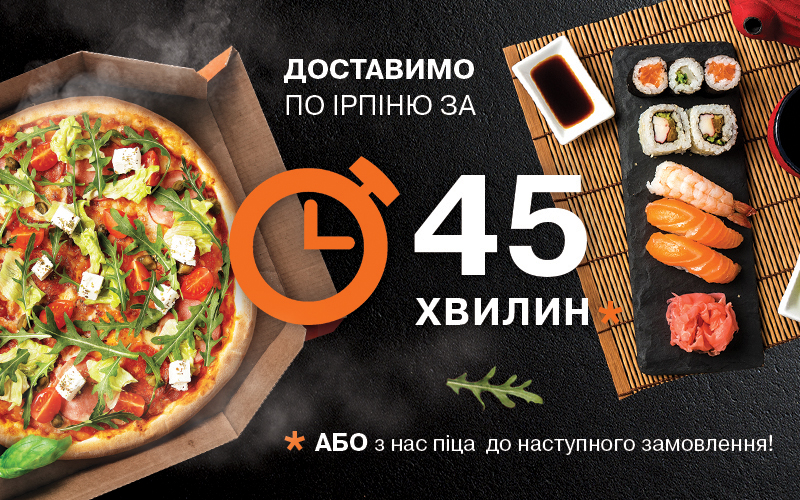 ДОСТАВИМО
ПО ІРПІНЮ ЗА
45
ХВИЛИН*
* АБО з нас піца до наступного замовлення!